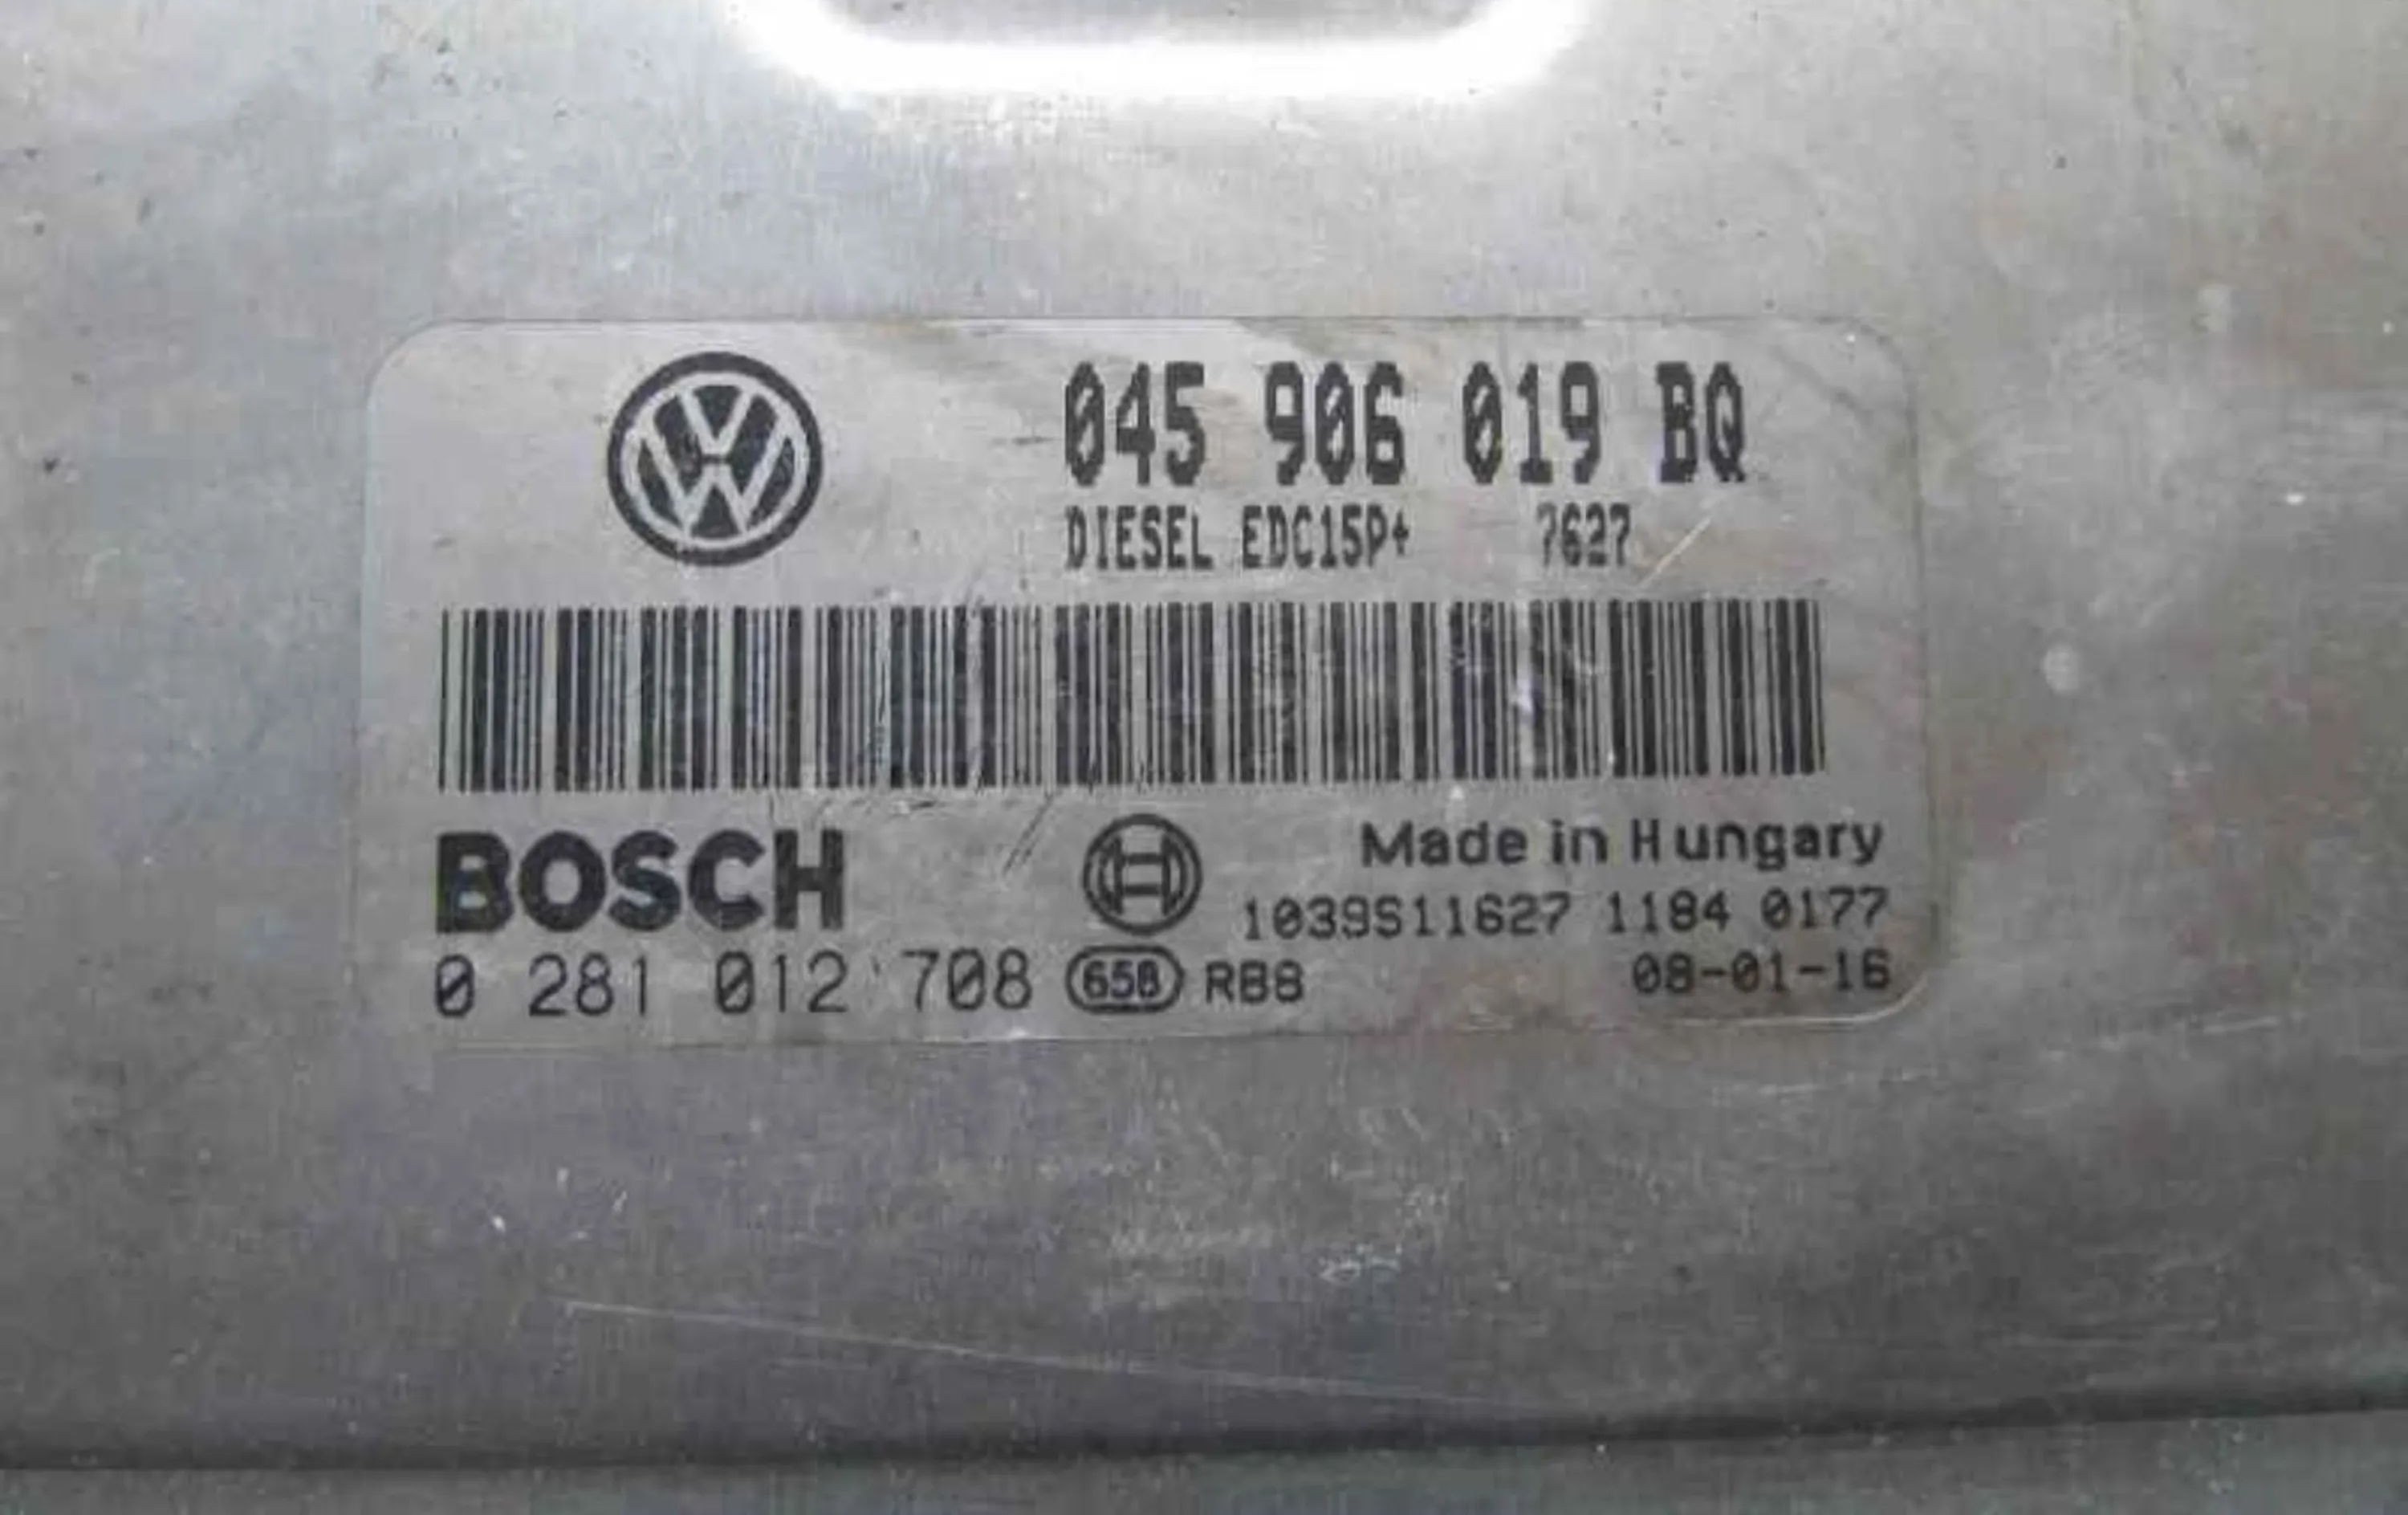 045 906 019 BQ
DIESEL EDC15P+ 7627
BOSCH
Made in Hungary
1039S11627 1184 0177
0 281 012 708 658 RB8 08-01-16